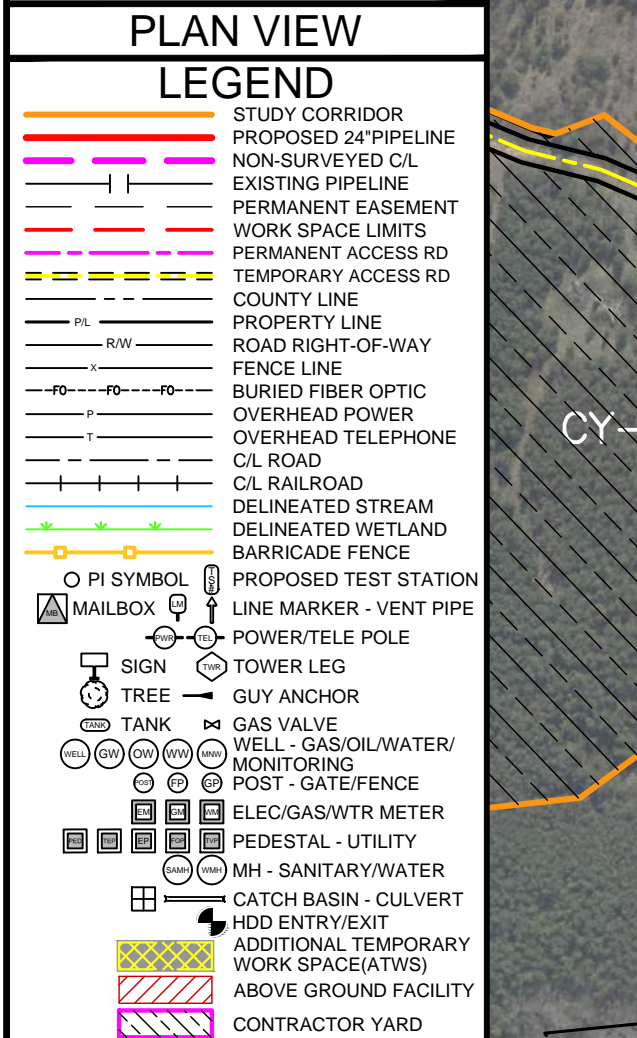 PLAN VIEW
LEGEND
STUDY CORRIDOR
PROPOSED 24"PIPELINE
NON-SURVEYED C/L
EXISTING PIPELINE
PERMANENT EASEMENT
WORK SPACE LIMITS
PERMANENT ACCESS RD
TEMPORARY ACCESS RD
COUNTY LINE
P/L PROPERTY LINE
R/W ROAD RIGHT-OF-WAY
X FENCE LINE
FO FO FO BURIED FIBER OPTIC
P OVERHEAD POWER
T OVERHEAD TELEPHONE
C/L ROAD
C/L RAILROAD
DELINEATED STREAM
DELINEATED WETLAND
BARRICADE FENCE
PI SYMBOL TS# PROPOSED TEST STATION
MB MAILBOX LM LINE MARKER - VENT PIPE
PWR TEL POWER/TELE POLE
SIGN TWR TOWER LEG
TREE GUY ANCHOR
TANK TANK GAS VALVE
WELL GW OW WW MNW WELL - GAS/OIL/WATER/
MONITORING
POST FP GP POST - GATE/FENCE
EM GM WM ELEC/GAS/WTR METER
PED TEP EP FOP TVP PEDESTAL - UTILITY
SAMH WMH MH - SANITARY/WATER
CATCH BASIN - CULVERT
HDD ENTRY/EXIT
ADDITIONAL TEMPORARY
WORK SPACE(ATWS)
ABOVE GROUND FACILITY
CONTRACTOR YARD
CY-